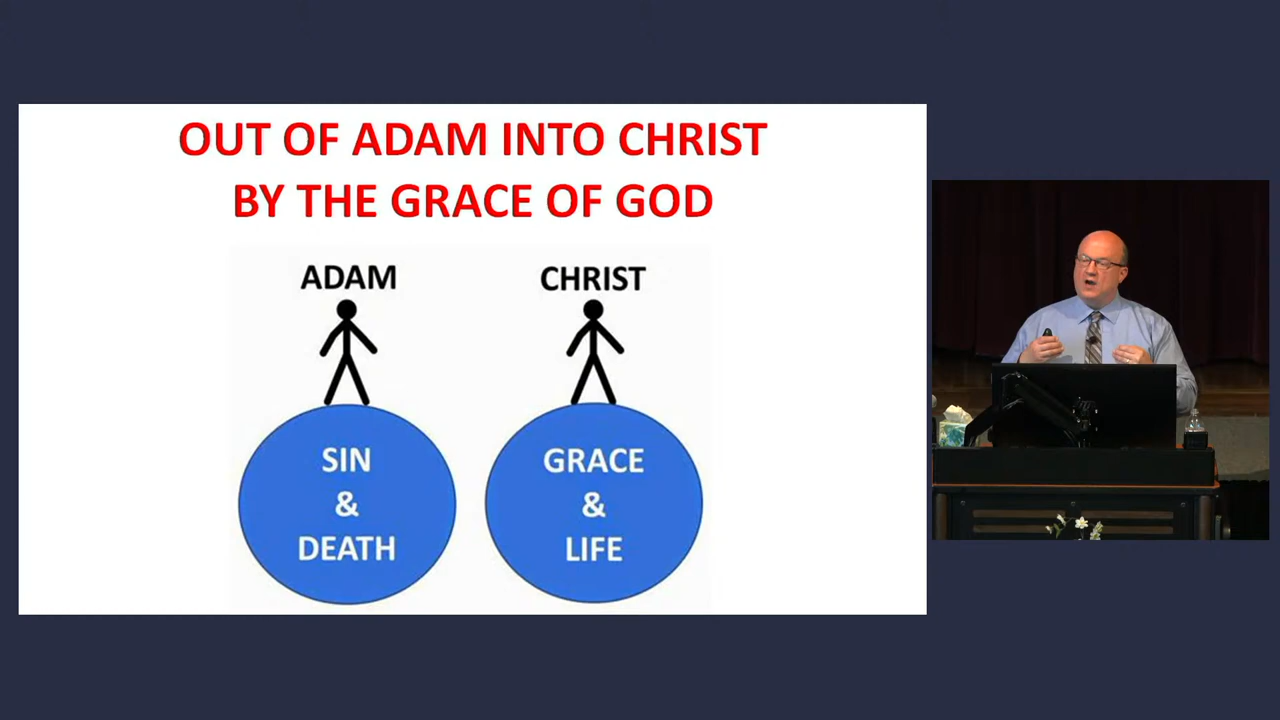 OUT OF ADAM INTO CHRIST
BY THE GRACE OF GOD
ADAM
CHRIST
SIN
&
DEATH
GRACE
&
LIFE